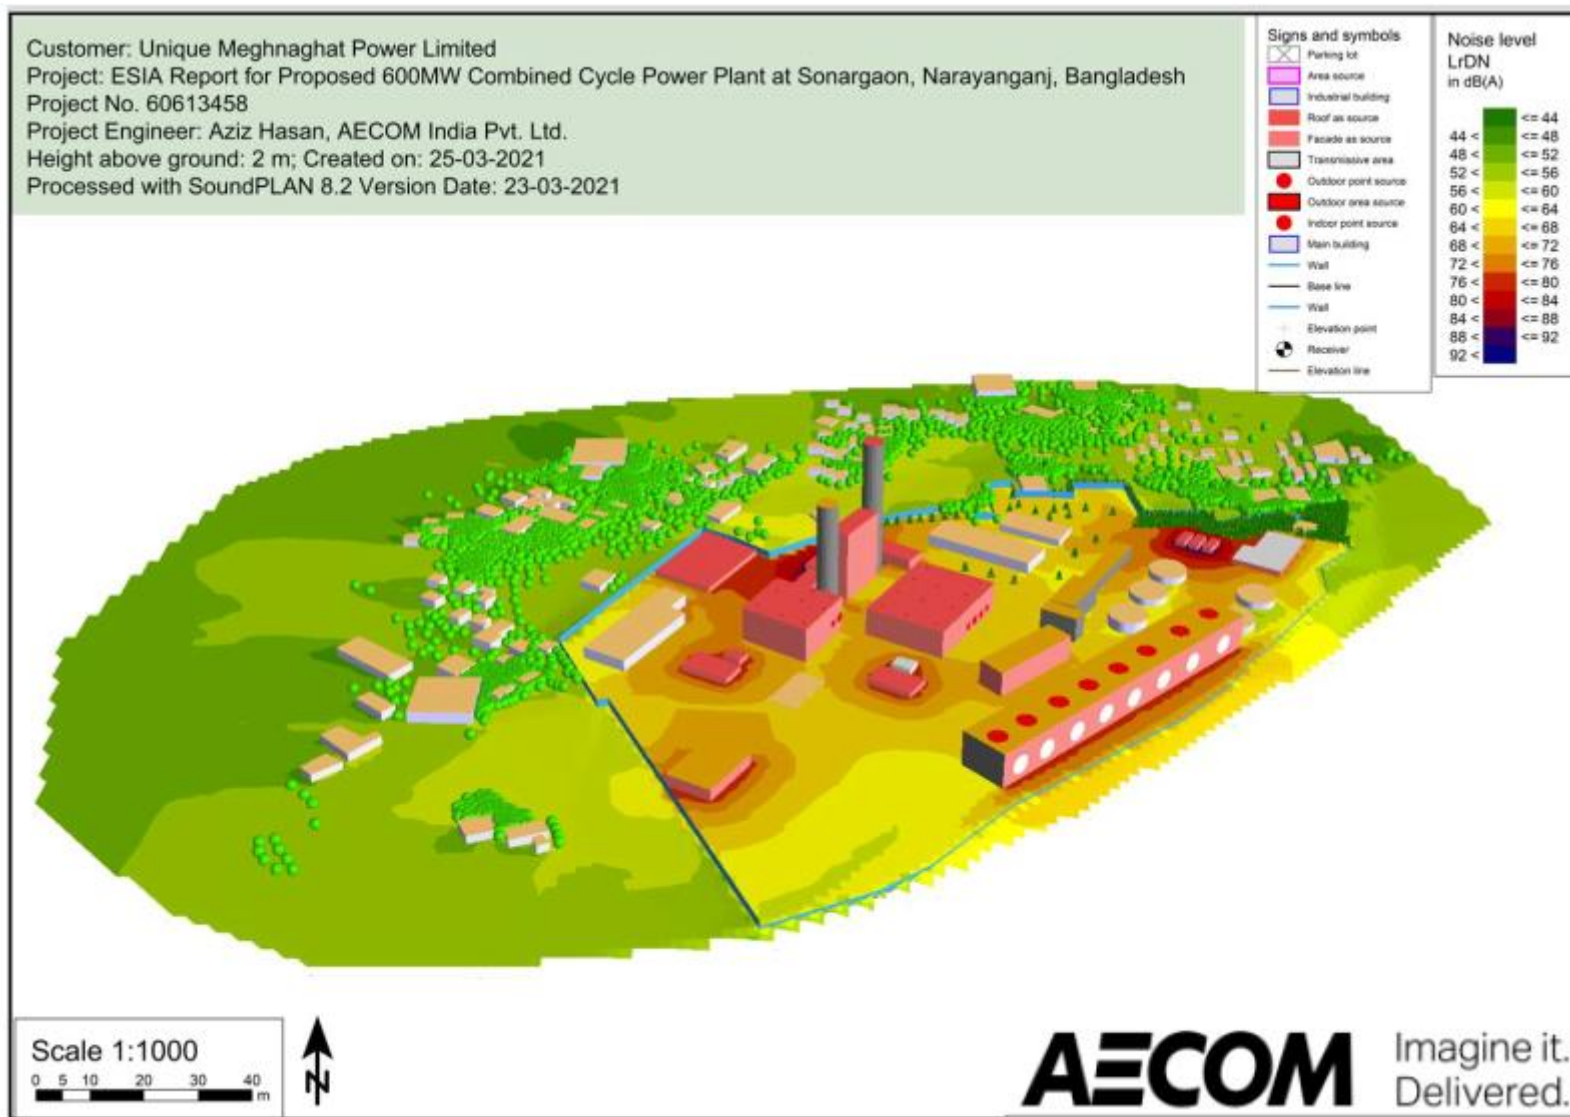 Customer: Unique Meghnaghat Power Limited
Project: ESIA Report for Proposed 600MW Combined Cycle Power Plant at Sonargaon, Narayanganj, Bangladesh
Project No. 60613458
Project Engineer: Aziz Hasan, AECOM India Pvt. Ltd.
Height above ground: 2 m; Created on: 25-03-2021
Processed with SoundPLAN 8.2 Version Date: 23-03-2021
Signs and symbols
Parking lot
Area source
Industrial building
Roof as source
Facade as source
Transmissive area
Outdoor point source
Outdoor area source
Indoor point source
Main building
Wall
Base line
Wall
Elevation point
Receiver
Elevation line
Noise level
LrDN
in dB(A)
<= 44
44 < <= 48
48 < <= 52
52 < <= 56
56 < <= 60
60 < <= 64
64 < <= 68
68 < <= 72
72 < <= 76
76 < <= 80
80 < <= 84
84 < <= 88
88 < <= 92
92 <
Scale 1:1000
0 5 10 20 30 40
m
N
AECOM
Imagine it.
Delivered.